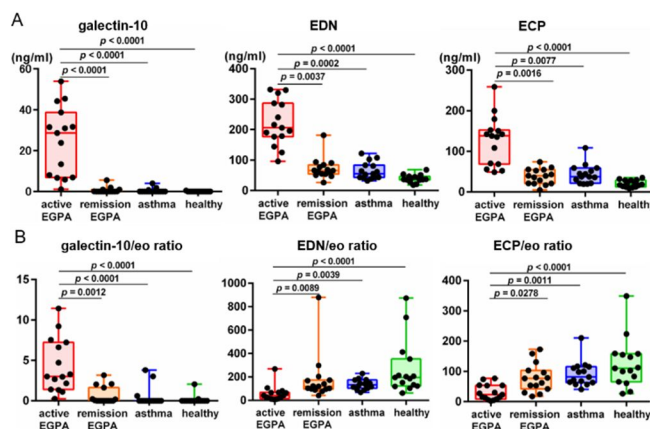 A
galectin-10
EDN
ECP
(ng/ml)
(ng/ml)
(ng/ml)
p < 0.0001
p < 0.0001
p < 0.0001
p < 0.0001
p = 0.0002
p = 0.0037
p < 0.0001
p = 0.0077
p = 0.0016
60
40
20
0
400
300
200
100
0
300
200
100
0
active EGPA
remission EGPA
asthma
healthy
active EGPA
remission EGPA
asthma
healthy
active EGPA
remission EGPA
asthma
healthy
B
galectin-10/eo ratio
EDN/eo ratio
ECP/eo ratio
p < 0.0001
p < 0.0001
p = 0.0012
p < 0.0001
p = 0.0039
p = 0.0089
p < 0.0001
p = 0.0011
p = 0.0278
15
10
5
0
1000
800
600
400
200
0
400
300
200
100
0
active EGPA
remission EGPA
asthma
healthy
active EGPA
remission EGPA
asthma
healthy
active EGPA
remission EGPA
asthma
healthy